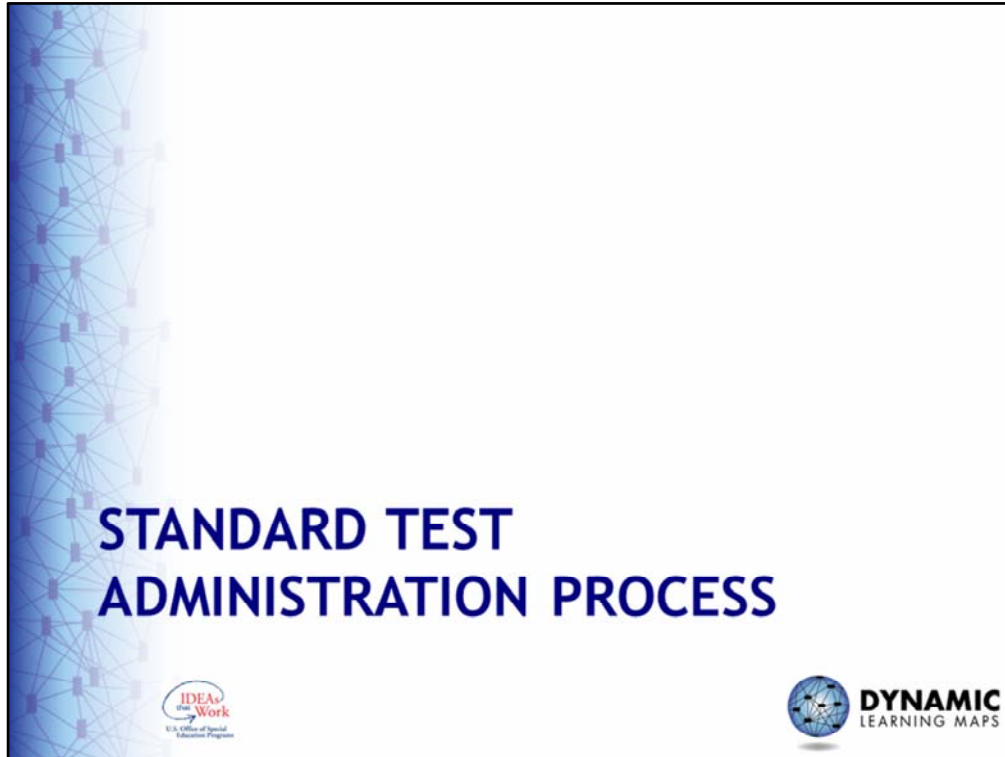 STANDARD TEST
ADMINISTRATION PROCESS
IDEAs
that Work
U.S. Office of Special
Education Programs
DYNAMIC
LEARNING MAPS